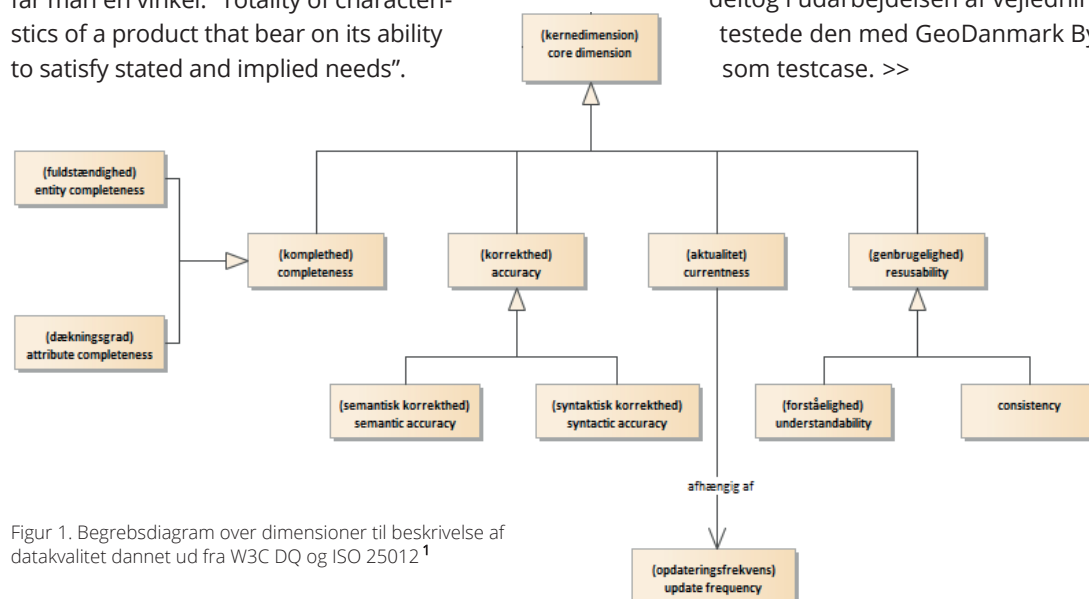 får man en vinkel: "Totality of characteri-
stics of a product that bear on its ability
to satisfy stated and implied needs”.
deltog i udarbejdelsen af
testede den med GeoDanmark
som testcase. >>
(kernedimension)
core dimension
(fuldstændighed)
entity completeness
(dækningsgrad)
attribute completeness
(komplethed)
completeness
(korrekthed)
accuracy
(aktualitet)
currentness
(genbrugelighed)
resusability
(semantisk korrekthed)
semantic accuracy
(syntaktisk korrekthed)
syntactic accuracy
(forståelighed)
understandability
consistency
afhængig af
(opdateringsfrekvens)
update frequency
Figur 1. Begrebsdiagram over dimensioner til beskrivelse af
datakvalitet dannet ud fra W3C DQ og ISO 25012 1